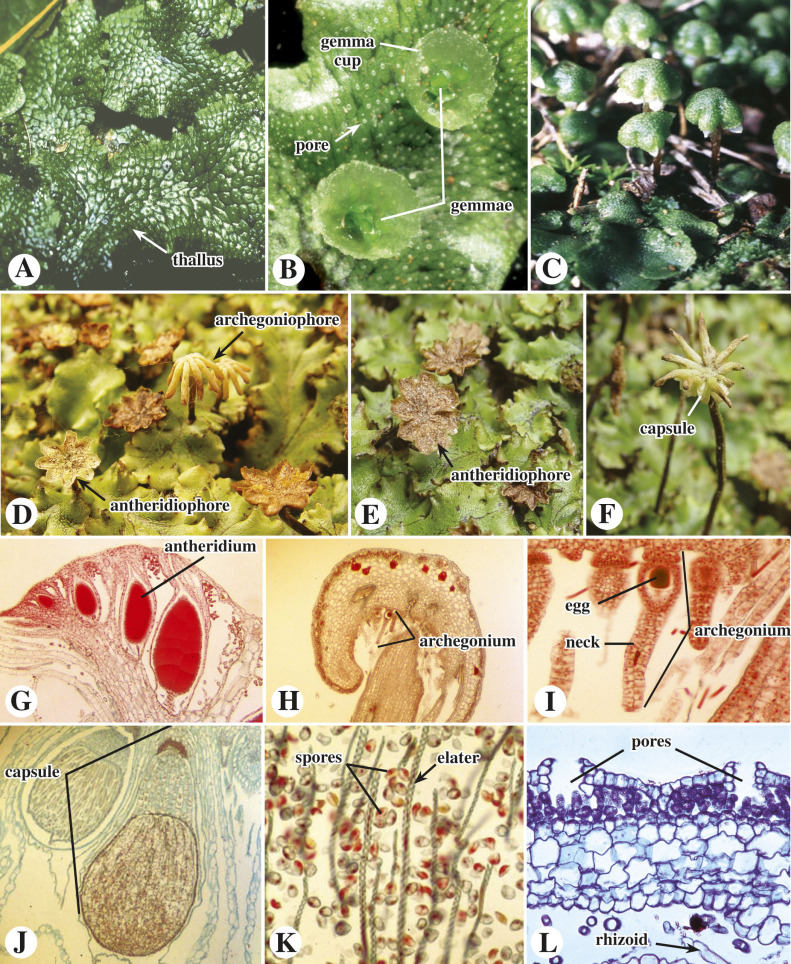 thallus
A
gemma
cup
pore
gemmae
B
C
archegoniophore
antheridiophore
D
antheridiophore
E
capsule
F
antheridium
G
archegonium
H
egg
neck
archegonium
I
capsule
J
spores
elater
K
pores
rhizoid
L